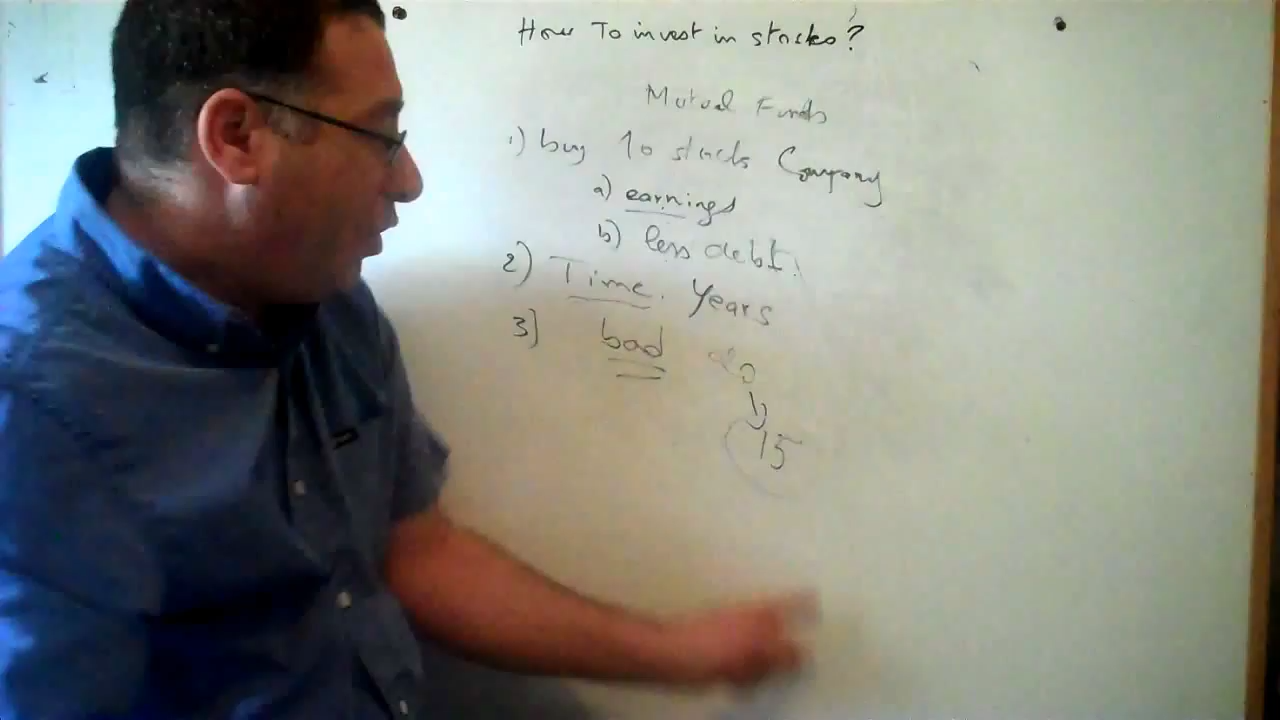 How To invest in stocks?
Mutual Funds
1) buy 10 stocks Company
a) earnings
b) less debt.
2) Time. Years
3) bad 20
15